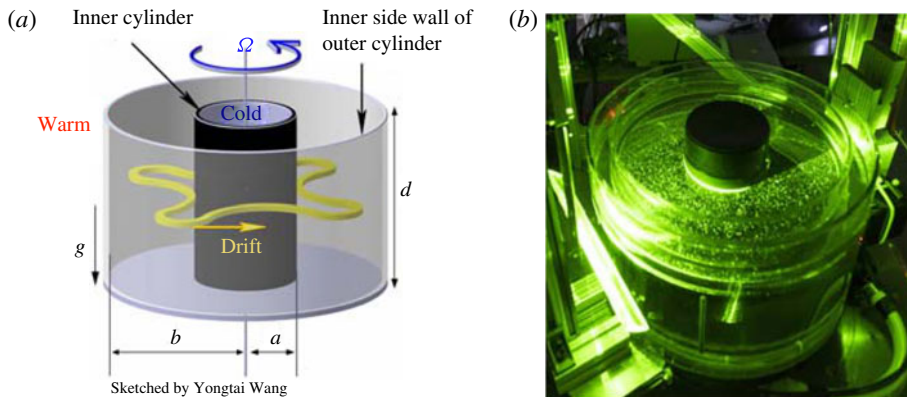 (a)
Inner cylinder
Ω
Inner side wall of
outer cylinder
Warm
Cold
d
g
Drift
b
a
Sketched by Yongtai Wang
(b)